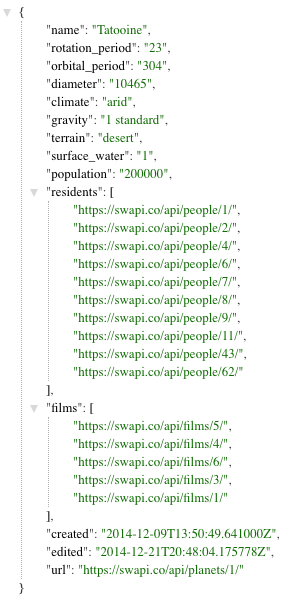 {
"name": "Tatooine",
"rotation_period": "23",
"orbital_period": "304",
"diameter": "10465",
"climate": "arid",
"gravity": "1 standard",
"terrain": "desert",
"surface_water": "1",
"population": "200000",
"residents": [
"https://swapi.co/api/people/1/",
"https://swapi.co/api/people/2/",
"https://swapi.co/api/people/4/",
"https://swapi.co/api/people/6/",
"https://swapi.co/api/people/7/",
"https://swapi.co/api/people/8/",
"https://swapi.co/api/people/9/",
"https://swapi.co/api/people/11/",
"https://swapi.co/api/people/43/",
"https://swapi.co/api/people/62/"
],
"films": [
"https://swapi.co/api/films/5/",
"https://swapi.co/api/films/4/",
"https://swapi.co/api/films/6/",
"https://swapi.co/api/films/3/",
"https://swapi.co/api/films/1/"
],
"created": "2014-12-09T13:50:49.641000Z",
"edited": "2014-12-21T20:48:04.175778Z",
"url": "https://swapi.co/api/planets/1/"
}